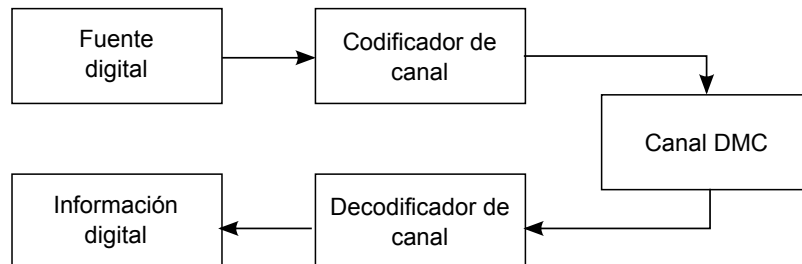 Fuente
digital
Codificador de
canal
Canal DMC
Información
digital
Decodificador de
canal